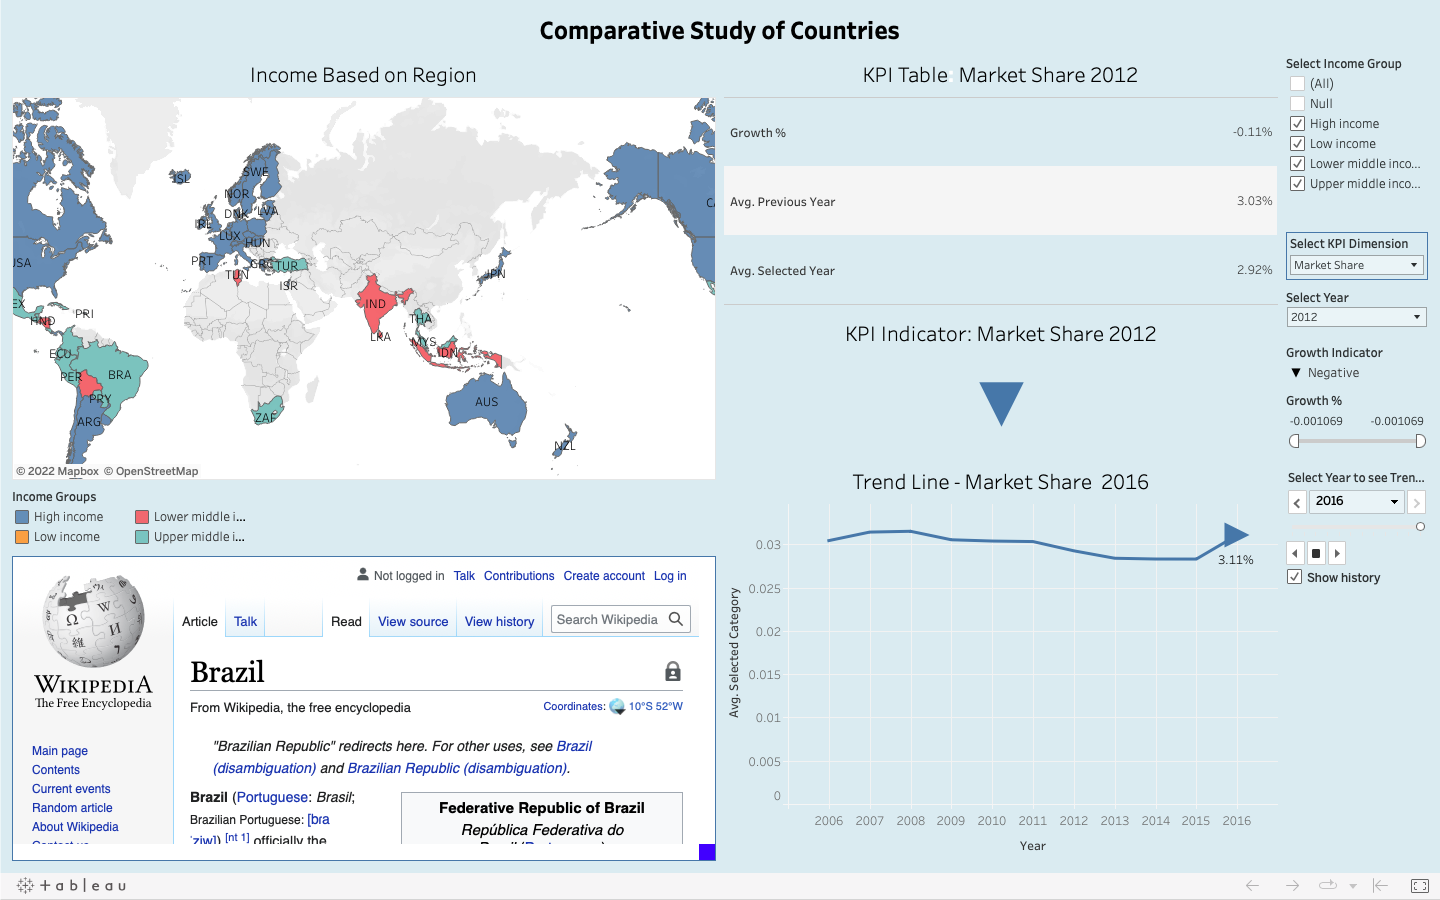 Comparative Study of Countries
Income Based on Region
ISL
SWE
NOR
DNK
LVA
IRL
LUX
HUN
PRT
GRC
TUR
TUN
ISR
JPN
USA
IND
THA
LKA
MYS
IDN
PRI
HND
ECU
PER
BRA
PRY
ARG
ZAF
AUS
NZL
© 2022 Mapbox © OpenStreetMap
Income Groups
High income
Lower middle i...
Low income
Upper middle i...
Not logged in Talk Contributions Create account Log in
Article Talk Read View source View history Search Wikipedia
WIKIPEDIA
The Free Encyclopedia
Main page
Contents
Current events
Random article
About Wikipedia
Brazil
From Wikipedia, the free encyclopedia
Coordinates: 10°S 52°W
"Brazilian Republic" redirects here. For other uses, see Brazil
(disambiguation) and Brazilian Republic (disambiguation).
Brazil (Portuguese: Brasil;
Brazilian Portuguese: [bɾa
ˈziw]) [nt 1] officially the
Federative Republic of Brazil
República Federativa do
KPI Table Market Share 2012
Growth % -0.11%
Avg. Previous Year 3.03%
Avg. Selected Year 2.92%
KPI Indicator: Market Share 2012
Trend Line - Market Share 2016
Avg. Selected Category
0.03
0.025
0.02
0.015
0.01
0.005
0
3.11%
2006 2007 2008 2009 2010 2011 2012 2013 2014 2015 2016
Year
Select Income Group
(All)
Null
High income
Low income
Lower middle inco...
Upper middle inco...
Select KPI Dimension
Market Share
Select Year
2012
Growth Indicator
Negative
Growth %
-0.001069 -0.001069
Select Year to see Tren...
2016
Show history
+ableau